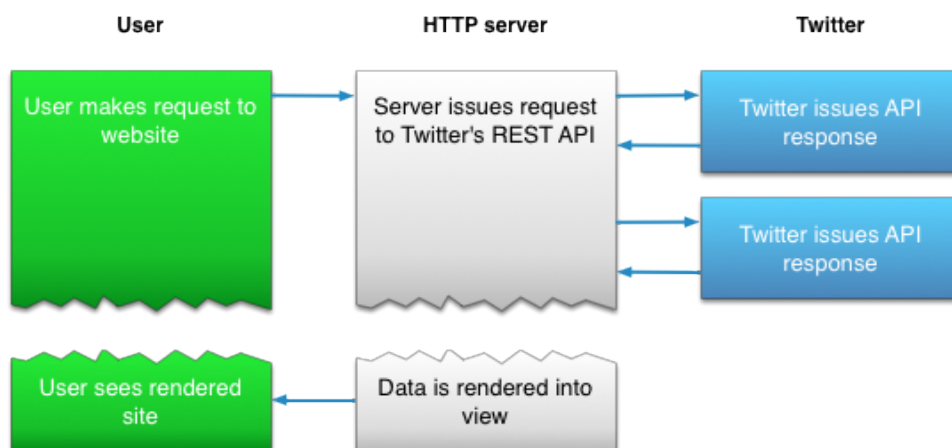 User
HTTP server
Twitter
User makes request to
website
Server issues request
to Twitter's REST API
Twitter issues API
response
Twitter issues API
response
User sees rendered
site
Data is rendered into
view